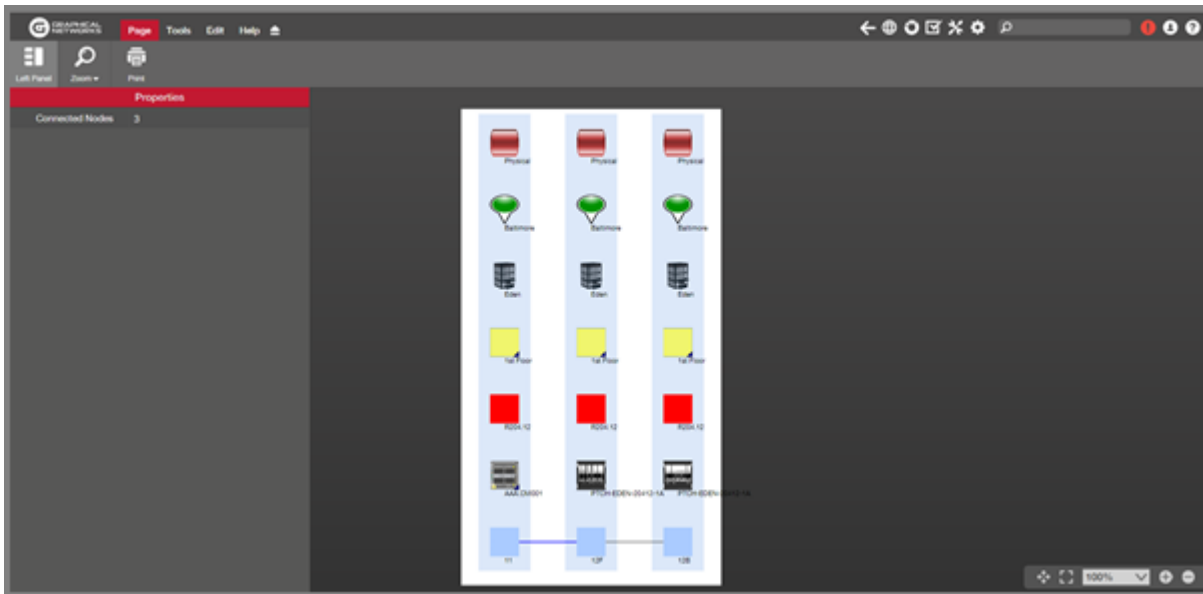 GRAPHICAL NETWORKS
Page Tools Edit Help
Left Panel Zoom Print
Properties
Connected Nodes 3
Physical Physical Physical
Baltimore Baltimore Baltimore
Eden Eden Eden
1st Floor 1st Floor 1st Floor
R204.12 R204.12 R204.12
11 12F 12B
100%